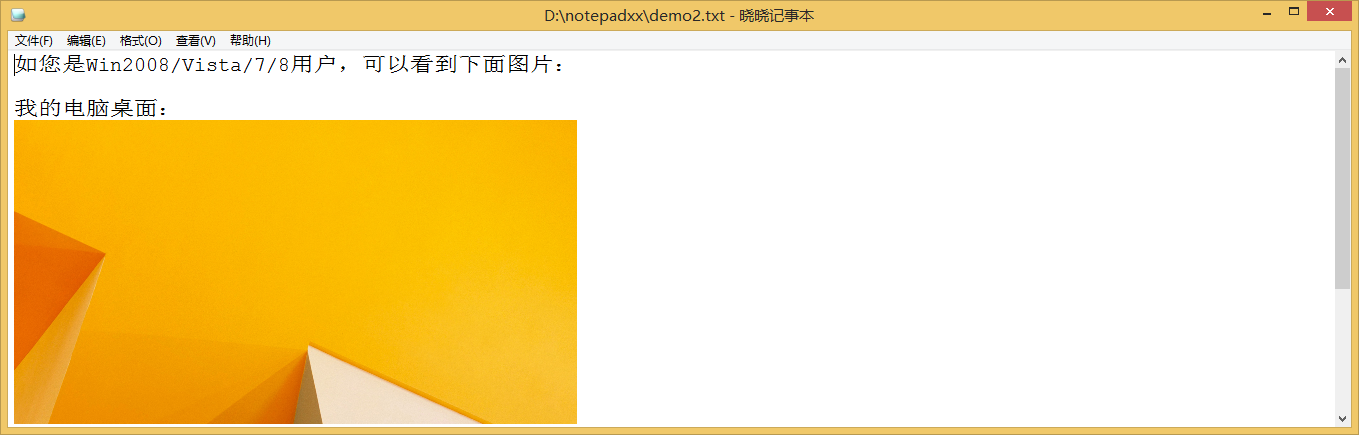 D:\notepadxx\demo2.txt - 晓晓记事本
文件(F) 编辑(E) 格式(O) 查看(V) 帮助(H)
如您是Win2008/Vista/7/8用户，可以看到下面图片：
我的电脑桌面：